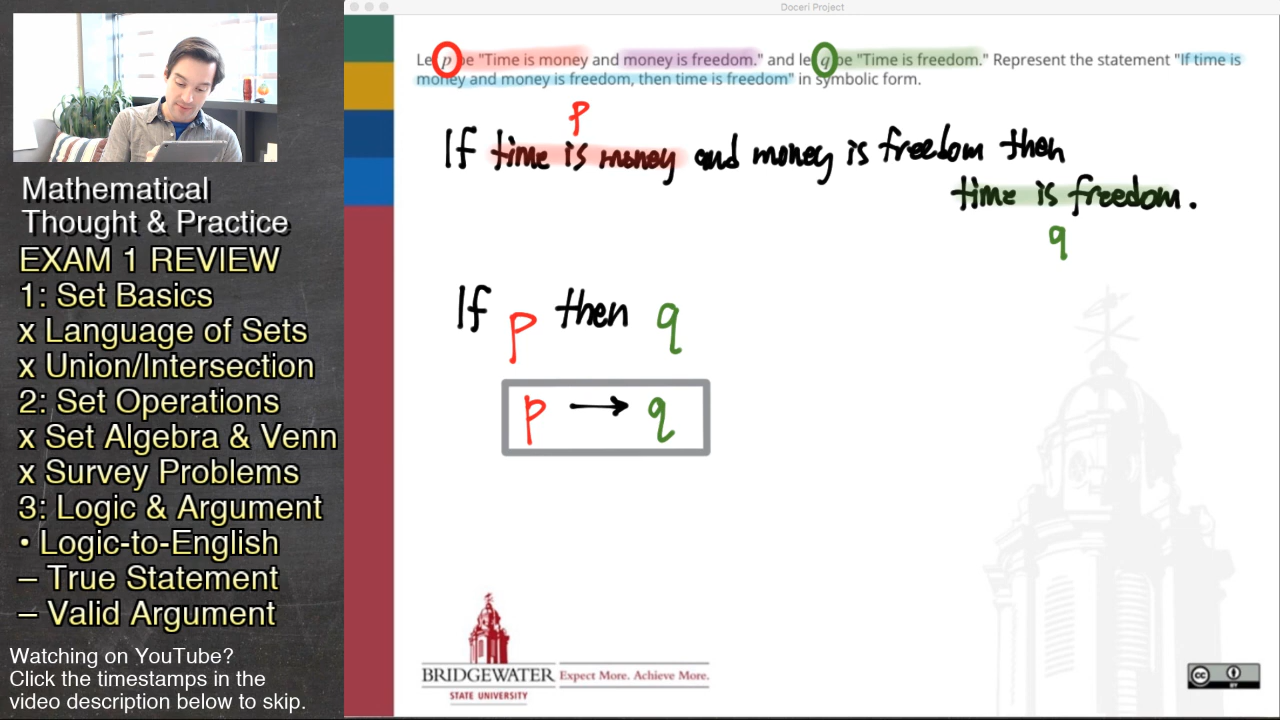 Doceri Project
Let p be "Time is money and money is freedom." and let q be "Time is freedom." Represent the statement "If time is
money and money is freedom, then time is freedom" in symbolic form.
p
If time is money and money is freedom then
time is freedom.
q
If p then q
p → q
Mathematical
Thought & Practice
EXAM 1 REVIEW
1: Set Basics
x Language of Sets
x Union/Intersection
2: Set Operations
x Set Algebra & Venn
x Survey Problems
3: Logic & Argument
• Logic-to-English
– True Statement
– Valid Argument
Watching on YouTube?
Click the timestamps in the
video description below to skip.
BRIDGEWATER
STATE UNIVERSITY
Expect More. Achieve More.
CC
BY